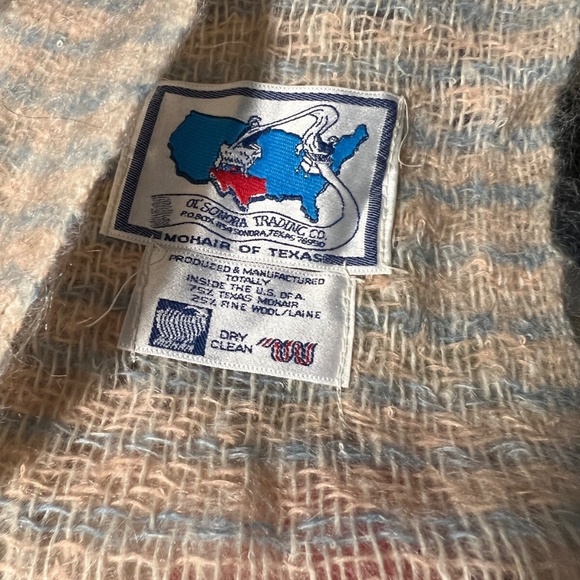 OL' SONORA TRADING CO.
P.O. BOX SONORA, TEXAS 76950
MOHAIR OF TEXAS
PRODUCED & MANUFACTURED
TOTALLY
INSIDE THE U.S. OF A.
75% TEXAS MOHAIR
25% FINE WOOL/LAINE
MOHAIR
DRY
CLEAN